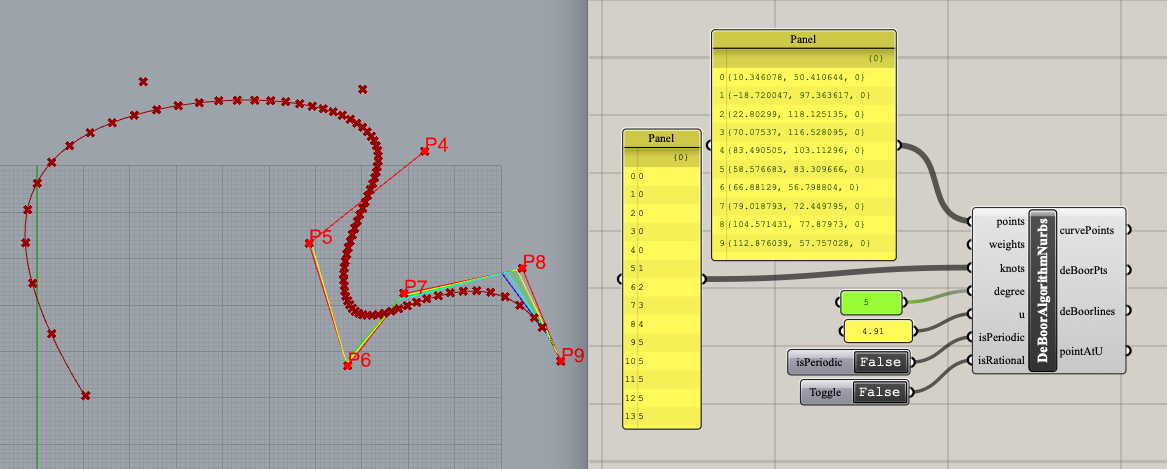 P4
P5
P8
P7
P9
P6
Panel
{0}
0 {10.346078, 50.410644, 0}
1 {-18.720047, 97.363617, 0}
2 {22.80299, 118.125135, 0}
3 {70.07537, 116.528095, 0}
4 {83.490505, 103.11296, 0}
5 {58.576683, 83.309666, 0}
6 {66.88129, 56.798804, 0}
7 {79.018793, 72.449795, 0}
8 {104.571431, 77.87973, 0}
9 {112.876039, 57.757028, 0}
Panel
{0}
0 0
1 0
2 0
3 0
4 0
5 1
6 2
7 3
8 4
9 5
10 5
11 5
12 5
13 5
5
4.91
isPeriodic False
Toggle False
points
weights
knots
degree
u
isPeriodic
isRational
DeBoorAlgorithmNurbs
curvePoints
deBoorPts
deBoorlines
pointAtU